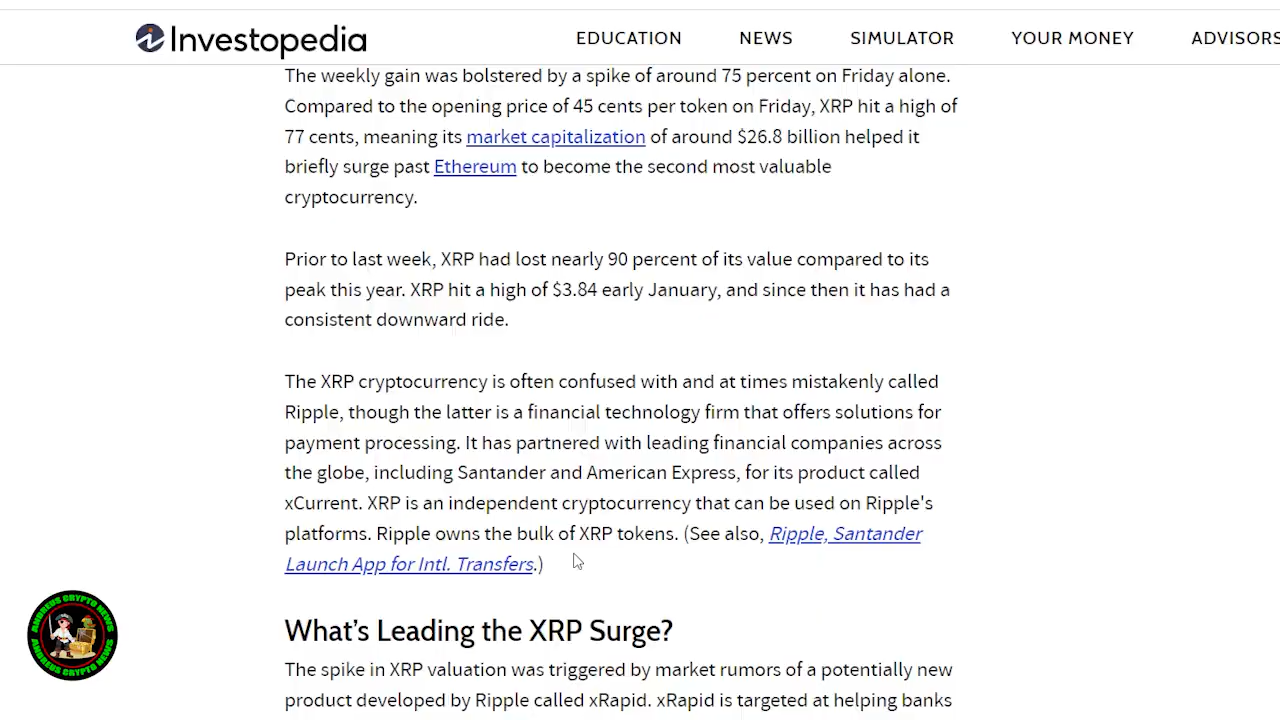 Investopedia
EDUCATION
NEWS
SIMULATOR
YOUR MONEY
ADVISORS
The weekly gain was bolstered by a spike of around 75 percent on Friday alone.
Compared to the opening price of 45 cents per token on Friday, XRP hit a high of
77 cents, meaning its market capitalization of around $26.8 billion helped it
briefly surge past Ethereum to become the second most valuable
cryptocurrency.
Prior to last week, XRP had lost nearly 90 percent of its value compared to its
peak this year. XRP hit a high of $3.84 early January, and since then it has had a
consistent downward ride.
The XRP cryptocurrency is often confused with and at times mistakenly called
Ripple, though the latter is a financial technology firm that offers solutions for
payment processing. It has partnered with leading financial companies across
the globe, including Santander and American Express, for its product called
xCurrent. XRP is an independent cryptocurrency that can be used on Ripple's
platforms. Ripple owns the bulk of XRP tokens. (See also, Ripple, Santander
Launch App for Intl. Transfers.)
What's Leading the XRP Surge?
The spike in XRP valuation was triggered by market rumors of a potentially new
product developed by Ripple called xRapid. xRapid is targeted at helping banks
ANDREUS CRYPTO NEWS
ANDREUS CRYPTO NEWS